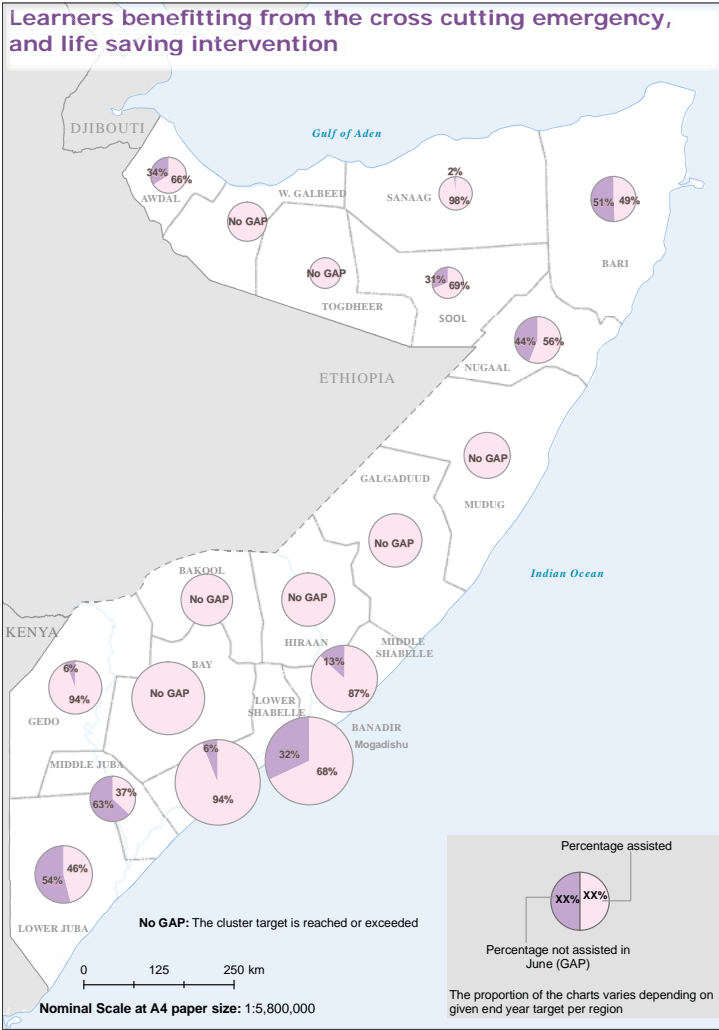 Learners benefitting from the cross cutting emergency,
and life saving intervention
DJIBOUTI
Gulf of Aden
34%
66%
AWDAL
W. GALBEED
No GAP
2%
SANAAG
98%
51%
49%
BARI
No GAP
TOGDHEER
31%
69%
SOOL
44%
56%
NUGAAL
ETHIOPIA
No GAP
GALGADUUD
MUDUG
No GAP
Indian Ocean
BAKOOL
No GAP
No GAP
KENYA
HIRAAN
MIDDLE
SHABELLE
13%
87%
BAY
6%
94%
No GAP
GEDO
LOWER
SHABELLE
BANADIR
Mogadishu
6%
94%
32%
68%
MIDDLE JUBA
37%
63%
46%
54%
LOWER JUBA
No GAP: The cluster target is reached or exceeded
0 125 250 km
Nominal Scale at A4 paper size: 1:5,800,000
Percentage assisted
XX% XX%
Percentage not assisted in
June (GAP)
The proportion of the charts varies depending on
given end year target per region